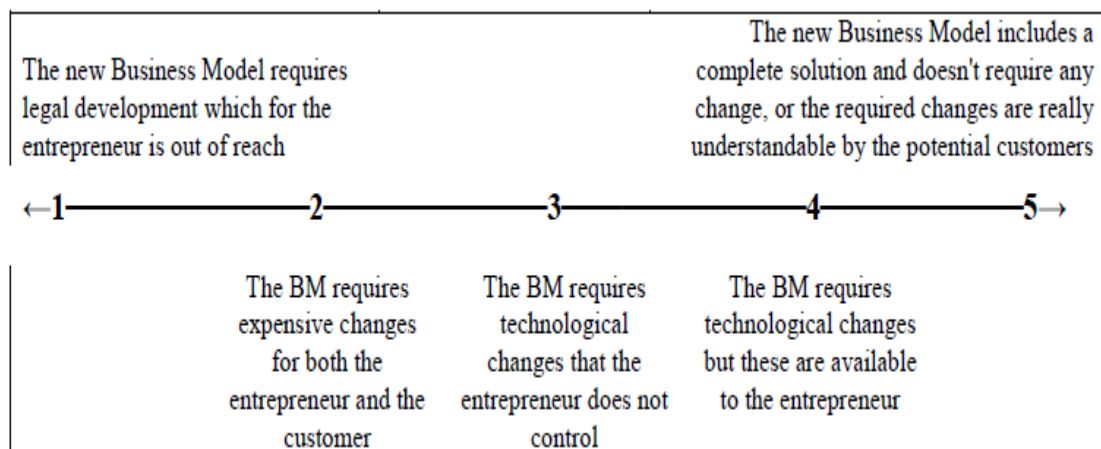 The new Business Model requires
legal development which for the
entrepreneur is out of reach
The new Business Model includes a
complete solution and doesn't require any
change, or the required changes are really
understandable by the potential customers
←1 2 3 4 5→
The BM requires
expensive changes
for both the
entrepreneur and the
customer
The BM requires
technological
changes that the
entrepreneur does not
control
The BM requires
technological changes
but these are available
to the entrepreneur